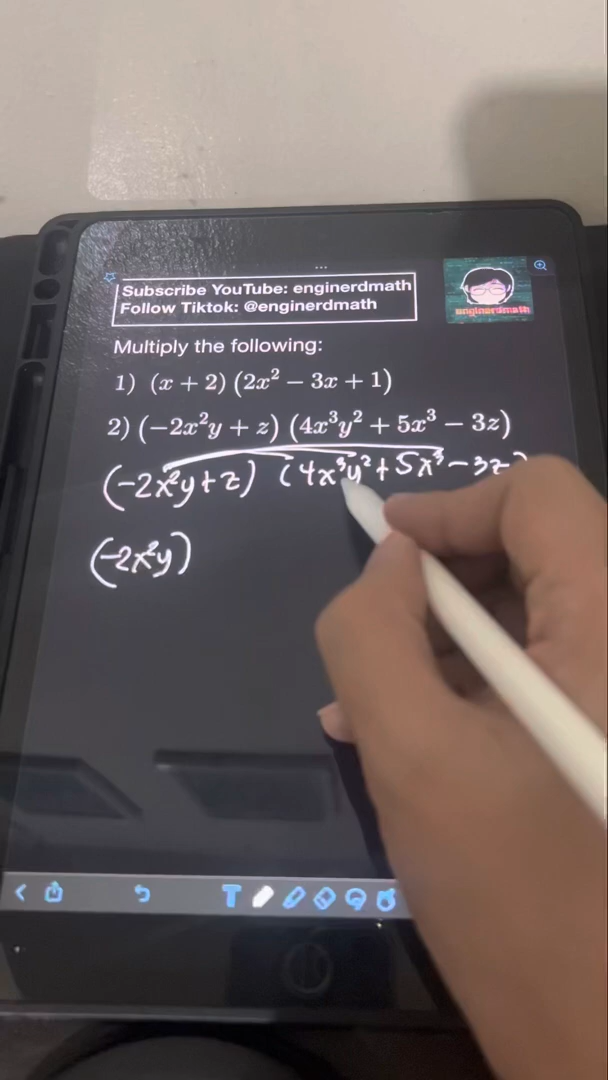 Subscribe YouTube: enginerdmath
Follow Tiktok: @enginerdmath
enginerdmath
Multiply the following:
1) (x + 2) (2x² − 3x + 1)
2) (−2x²y + z) (4x³y² + 5x³ − 3z)
(−2x²y+z) (4x³y²+5x³−3z)
(−2x²y)
T